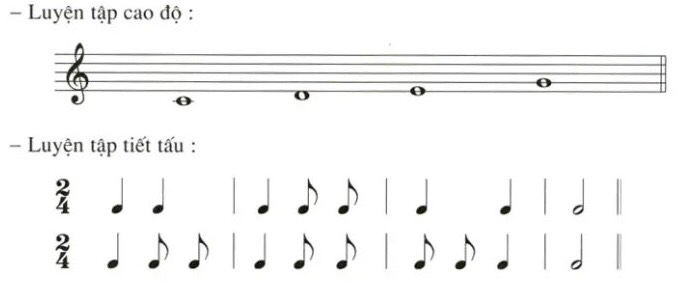 – Luyện tập cao độ :
– Luyện tập tiết tấu :
2
4
2
4